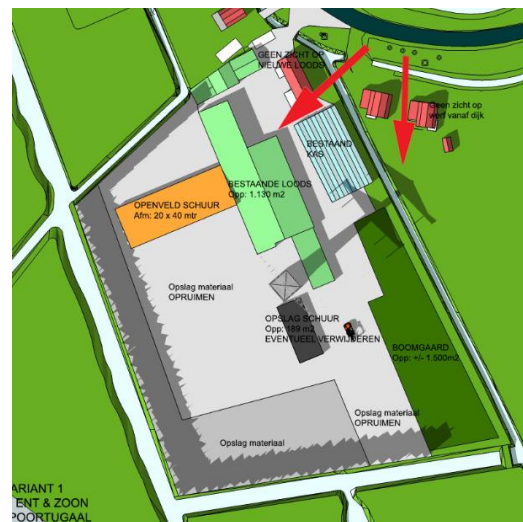 GEEN ZICHT OP
NIEUWE LOODS
Geen zicht op
werf vanaf dijk
BESTAAND
KAS
BESTAANDE LOODS
Opp: 1.130 m2
OPENVELD SCHUUR
Afm: 20 x 40 mtr
Opslag materiaal
OPRUIMEN
OPSLAG SCHUUR
Opp: 189 m2
EVENTUEEL VERWIJDEREN
BOOMGAARD
Opp: +/- 1.500m2
Opslag materiaal
OPRUIMEN
Opslag materiaal
ARIANT 1
ENT & ZOON
POORTUGAAL